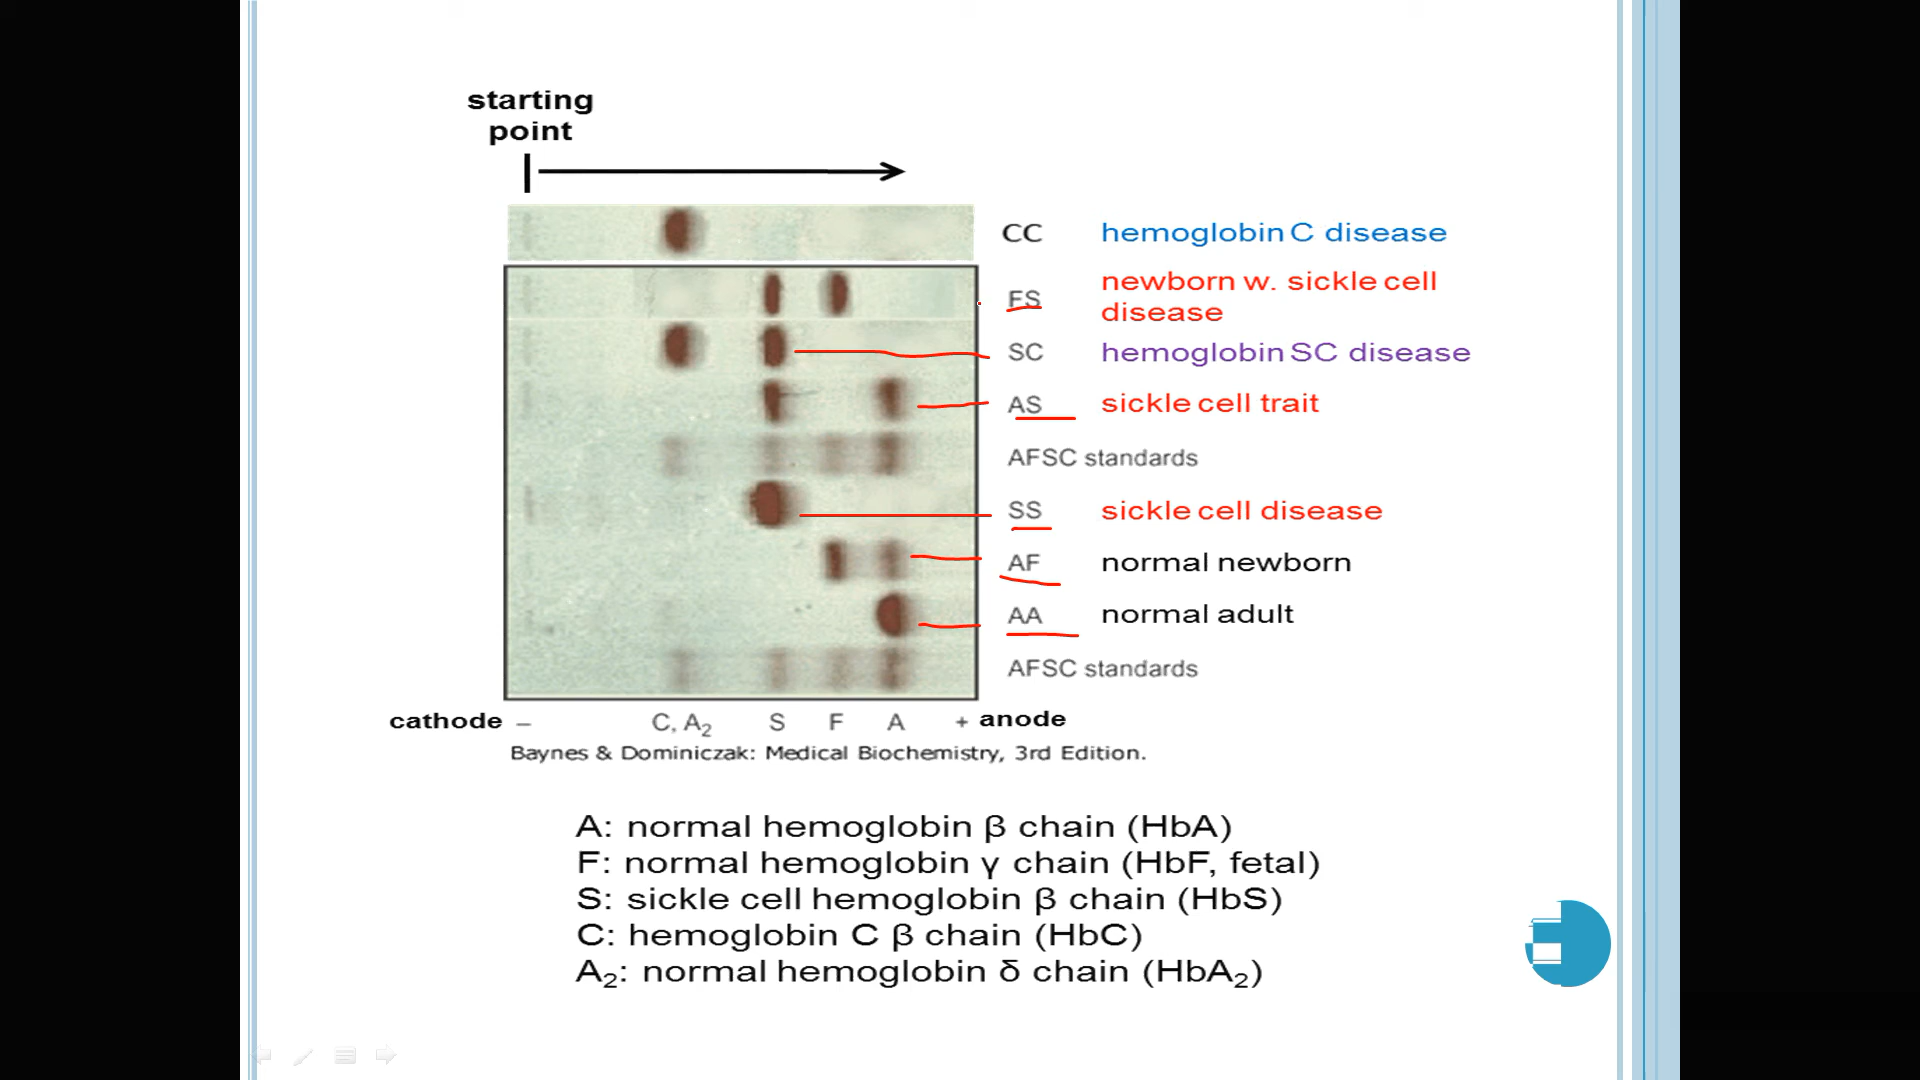 starting
point
CC hemoglobin C disease
FS newborn w. sickle cell
disease
SC hemoglobin SC disease
AS sickle cell trait
AFSC standards
SS sickle cell disease
AF normal newborn
AA normal adult
AFSC standards
cathode – C, A₂ S F A + anode
Baynes & Dominiczak: Medical Biochemistry, 3rd Edition.
A: normal hemoglobin β chain (HbA)
F: normal hemoglobin γ chain (HbF, fetal)
S: sickle cell hemoglobin β chain (HbS)
C: hemoglobin C β chain (HbC)
A₂: normal hemoglobin δ chain (HbA₂)